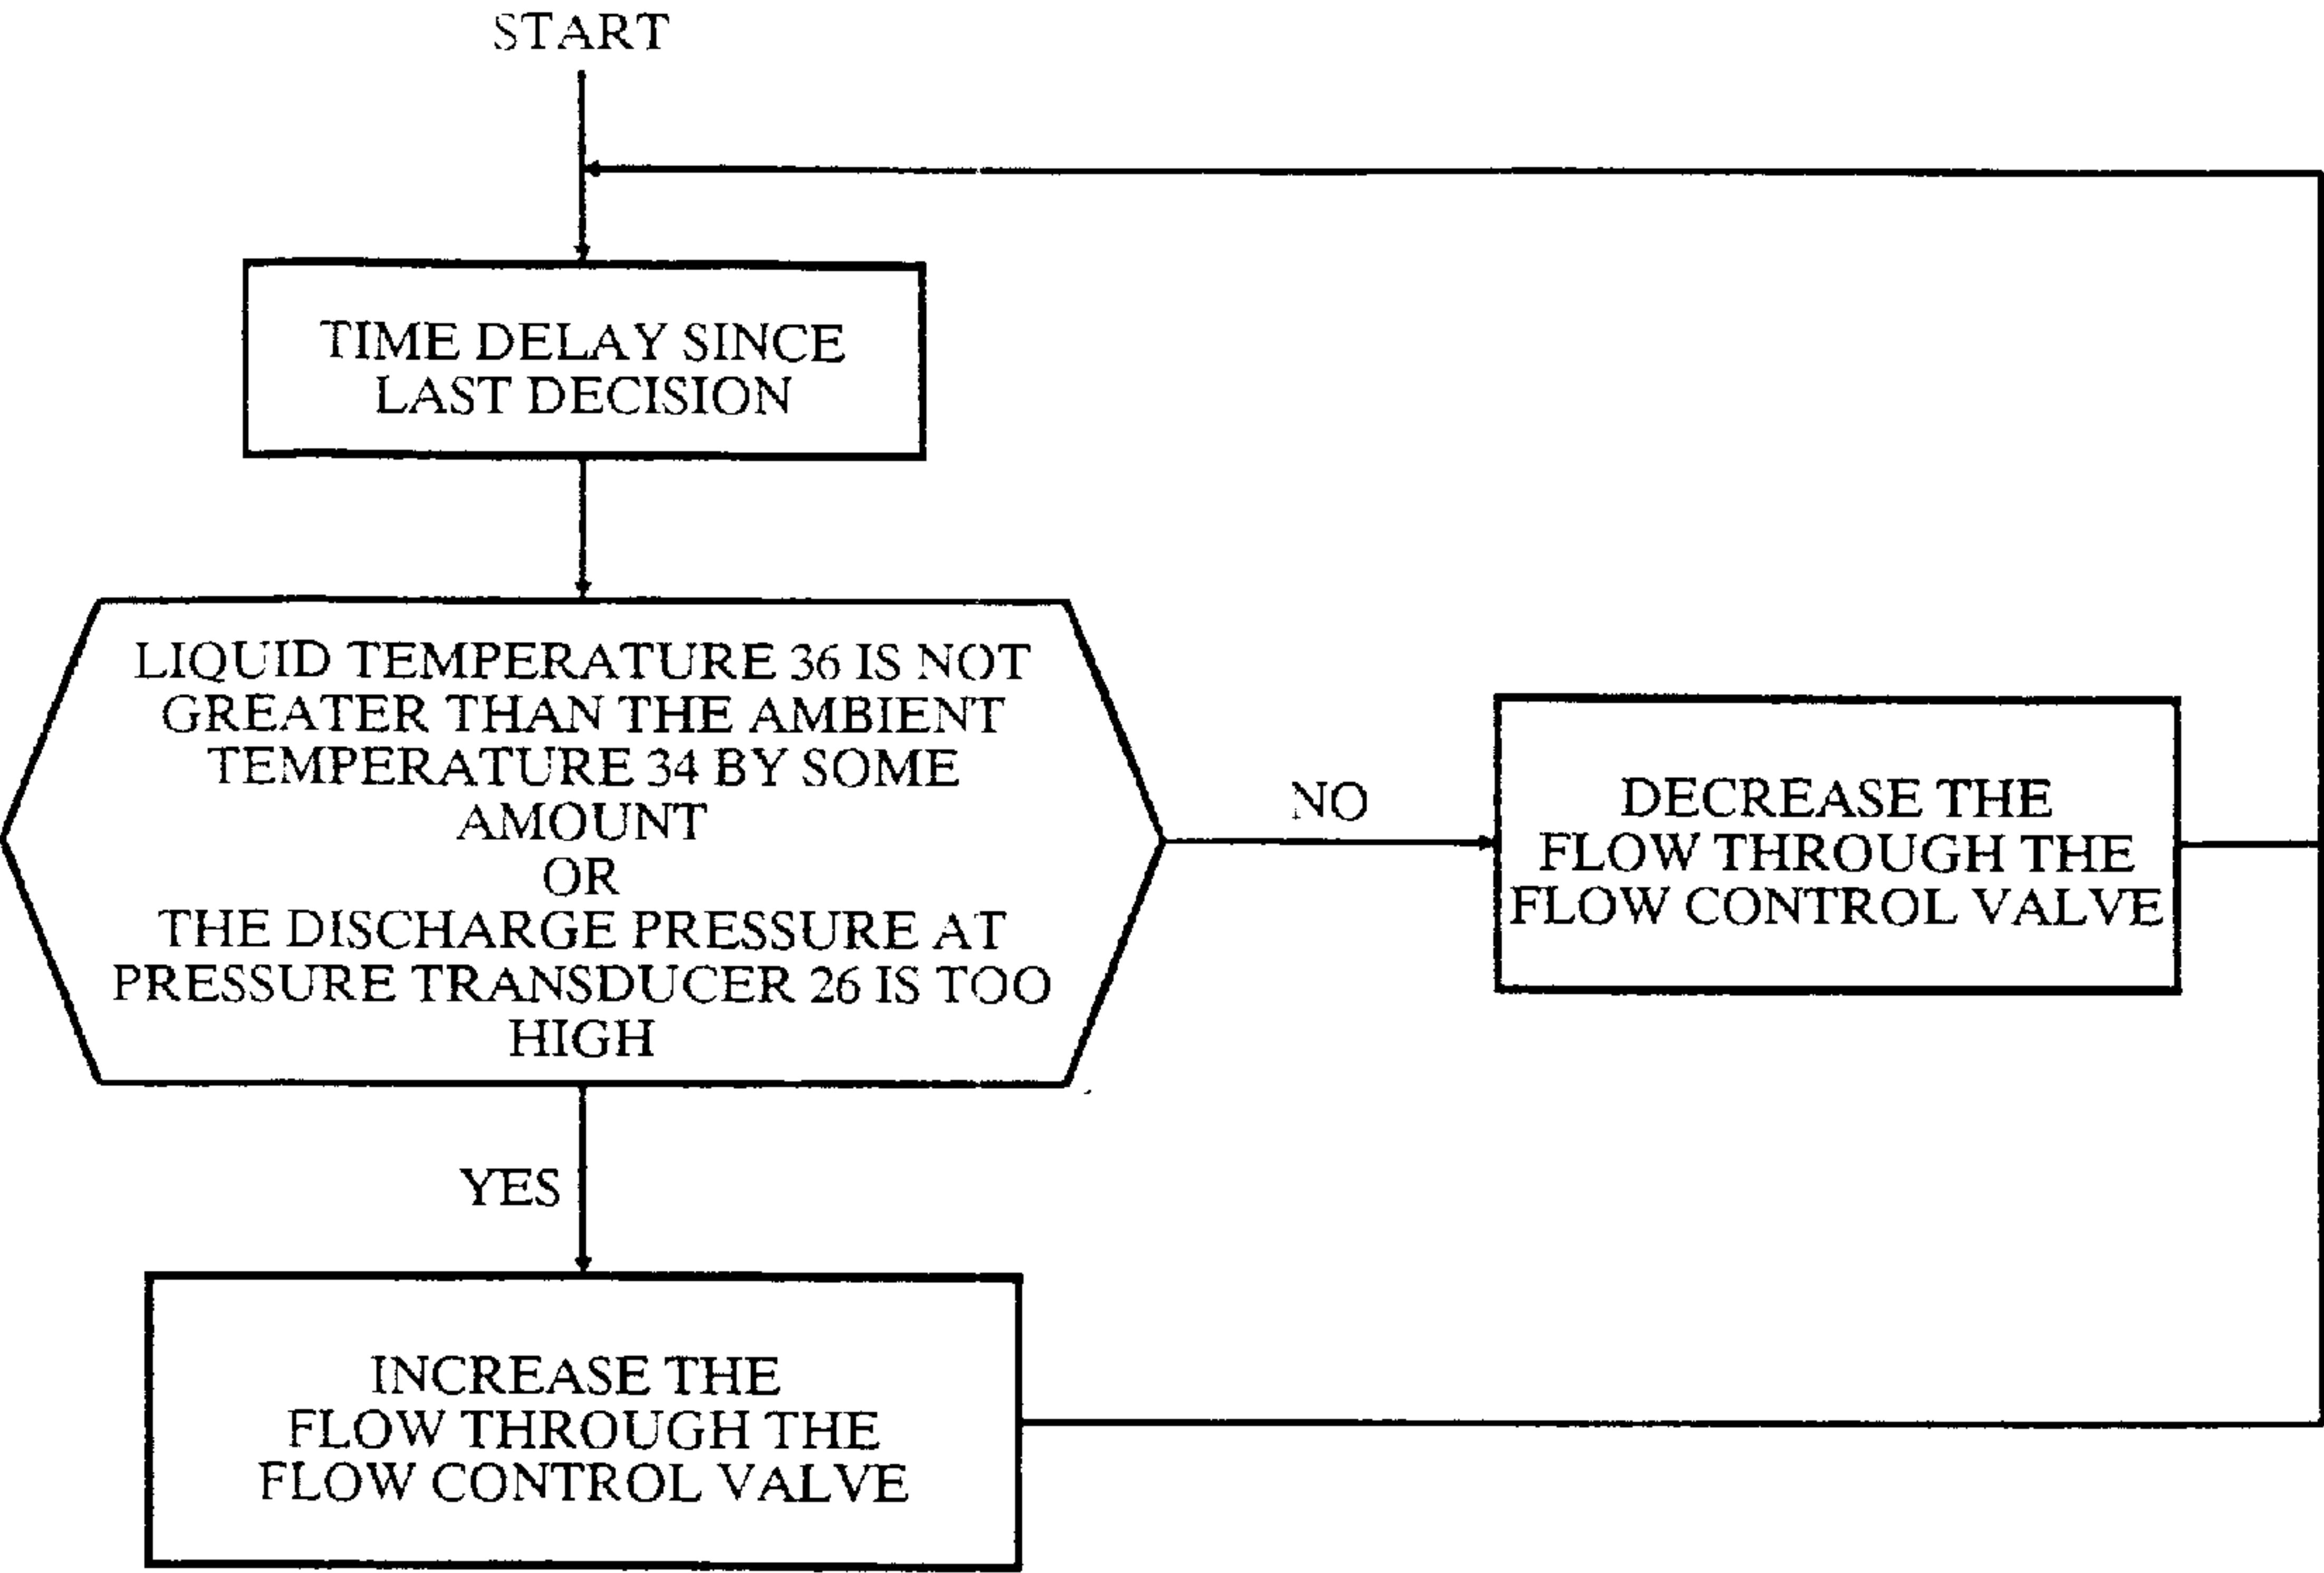 START
TIME DELAY SINCE
LAST DECISION
LIQUID TEMPERATURE 36 IS NOT
GREATER THAN THE AMBIENT
TEMPERATURE 34 BY SOME
AMOUNT
OR
THE DISCHARGE PRESSURE AT
PRESSURE TRANSDUCER 26 IS TOO
HIGH
NO
DECREASE THE
FLOW THROUGH THE
FLOW CONTROL VALVE
YES
INCREASE THE
FLOW THROUGH THE
FLOW CONTROL VALVE